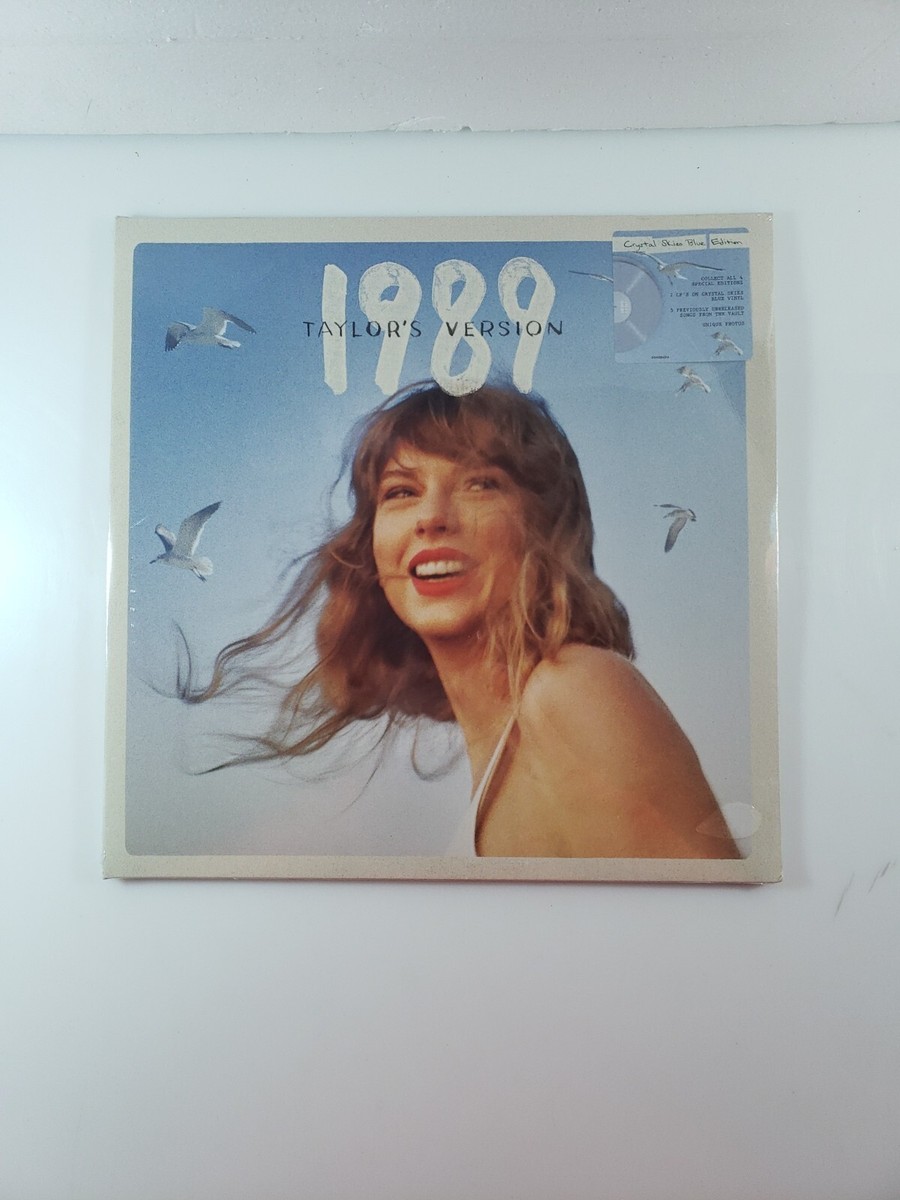 1989
TAYLOR'S VERSION
Crystal Skies Blue Edition
COLLECT ALL 4
SPECIAL EDITIONS
2 LP'S ON CRYSTAL SKIES
BLUE VINYL
5 PREVIOUSLY UNRELEASED
SONGS FROM THE VAULT
UNIQUE PHOTOS